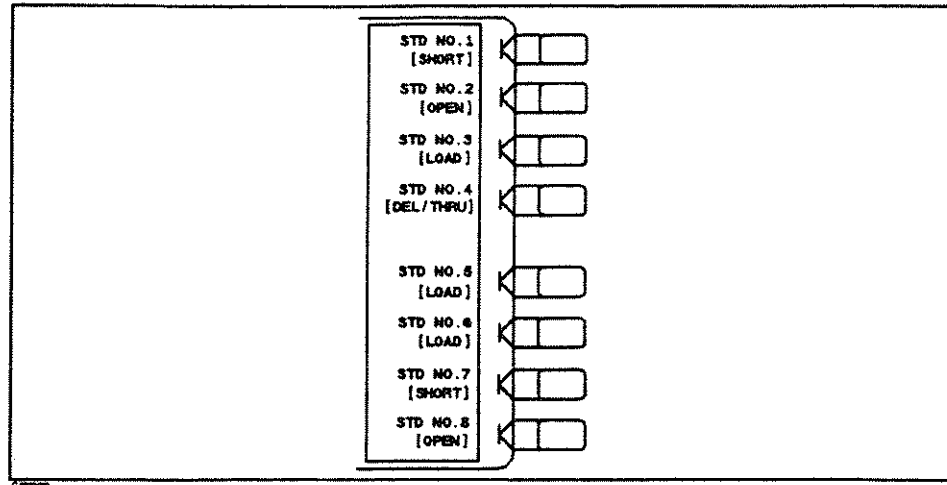 STD NO.1
[SHORT]
STD NO.2
[OPEN]
STD NO.3
[LOAD]
STD NO.4
[DEL/THRU]
STD NO.5
[LOAD]
STD NO.6
[LOAD]
STD NO.7
[SHORT]
STD NO.8
[OPEN]